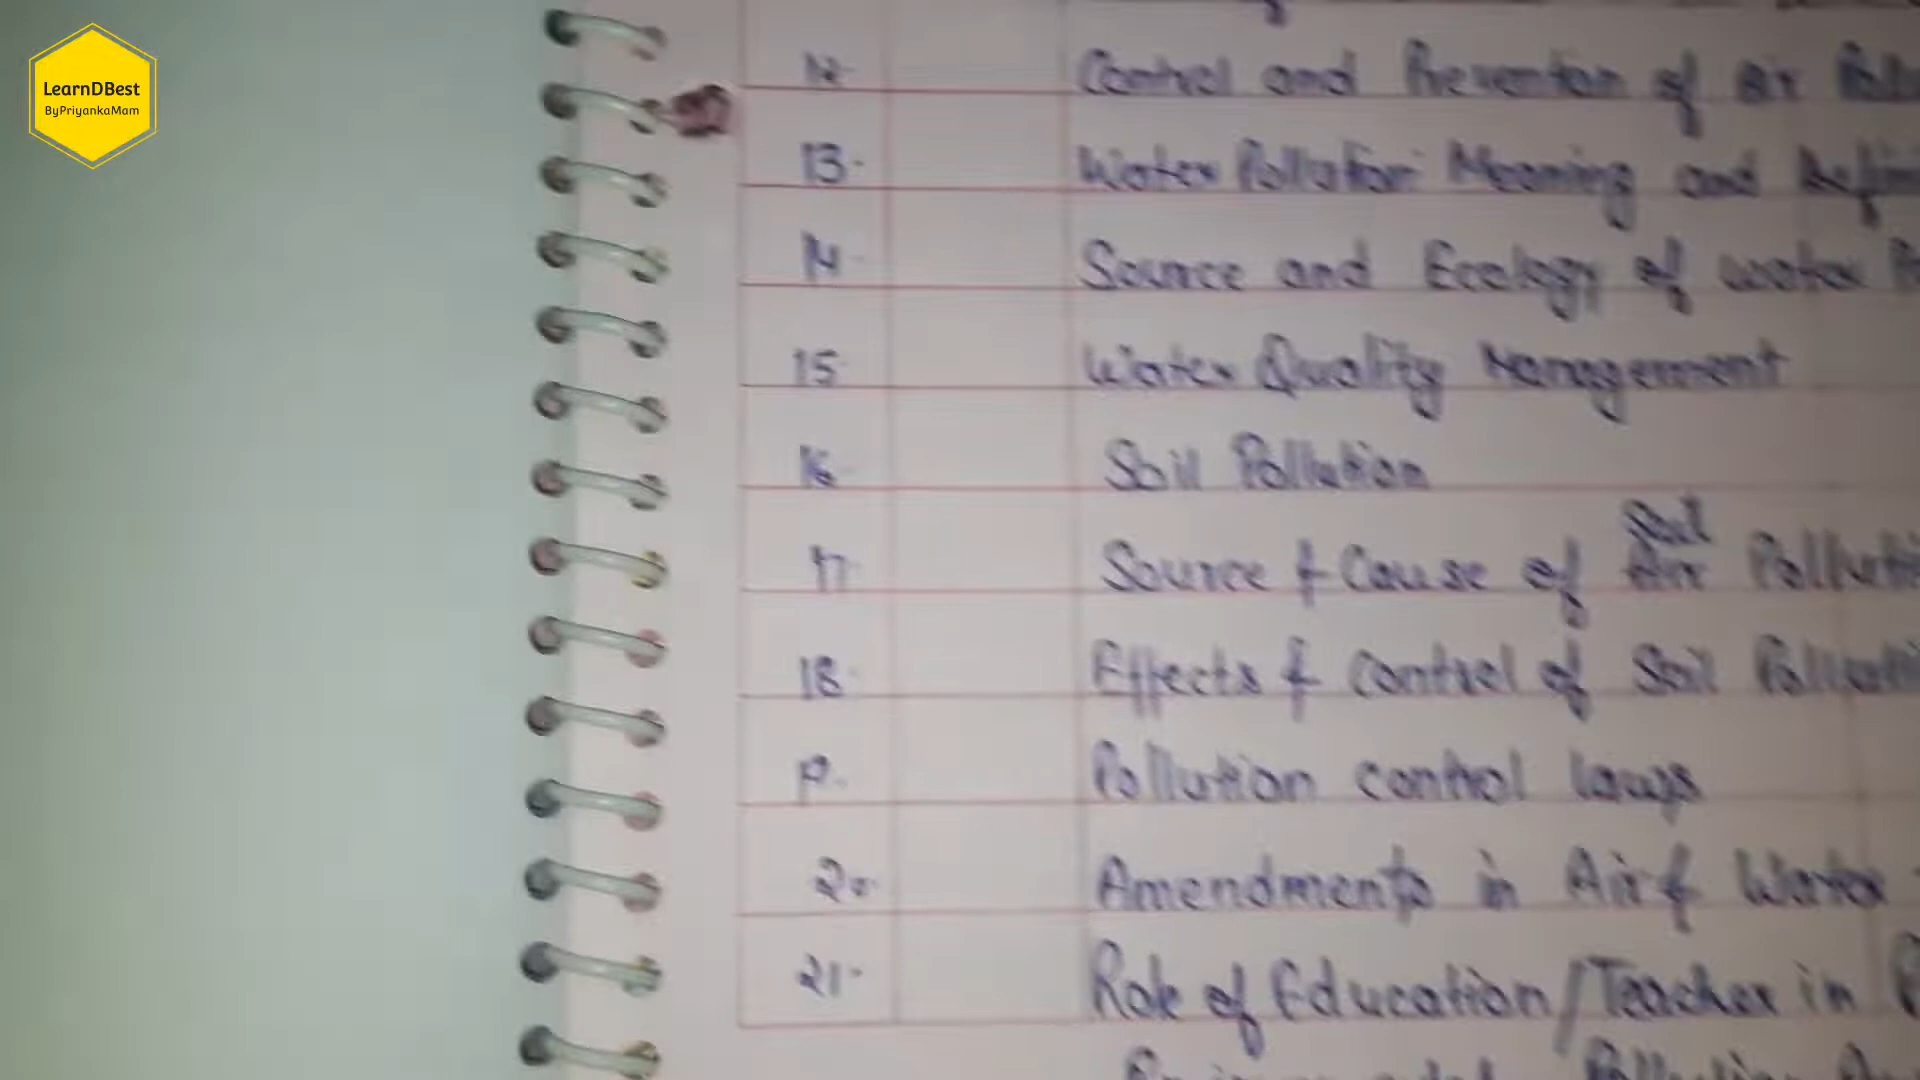 LearnDBest
ByPriyankaMam
12. Control and Prevention of Air
13. Water Pollution: Meaning and
14. Source and Ecology of water
15. Water Quality Management
16. Soil Pollution
Soil
17. Source & Cause of Air Polluti
18. Effects & Control of Soil Polluti
19. Pollution control laws
20. Amendments in Air & Water
21. Role of Education/Teacher in P
Pollution